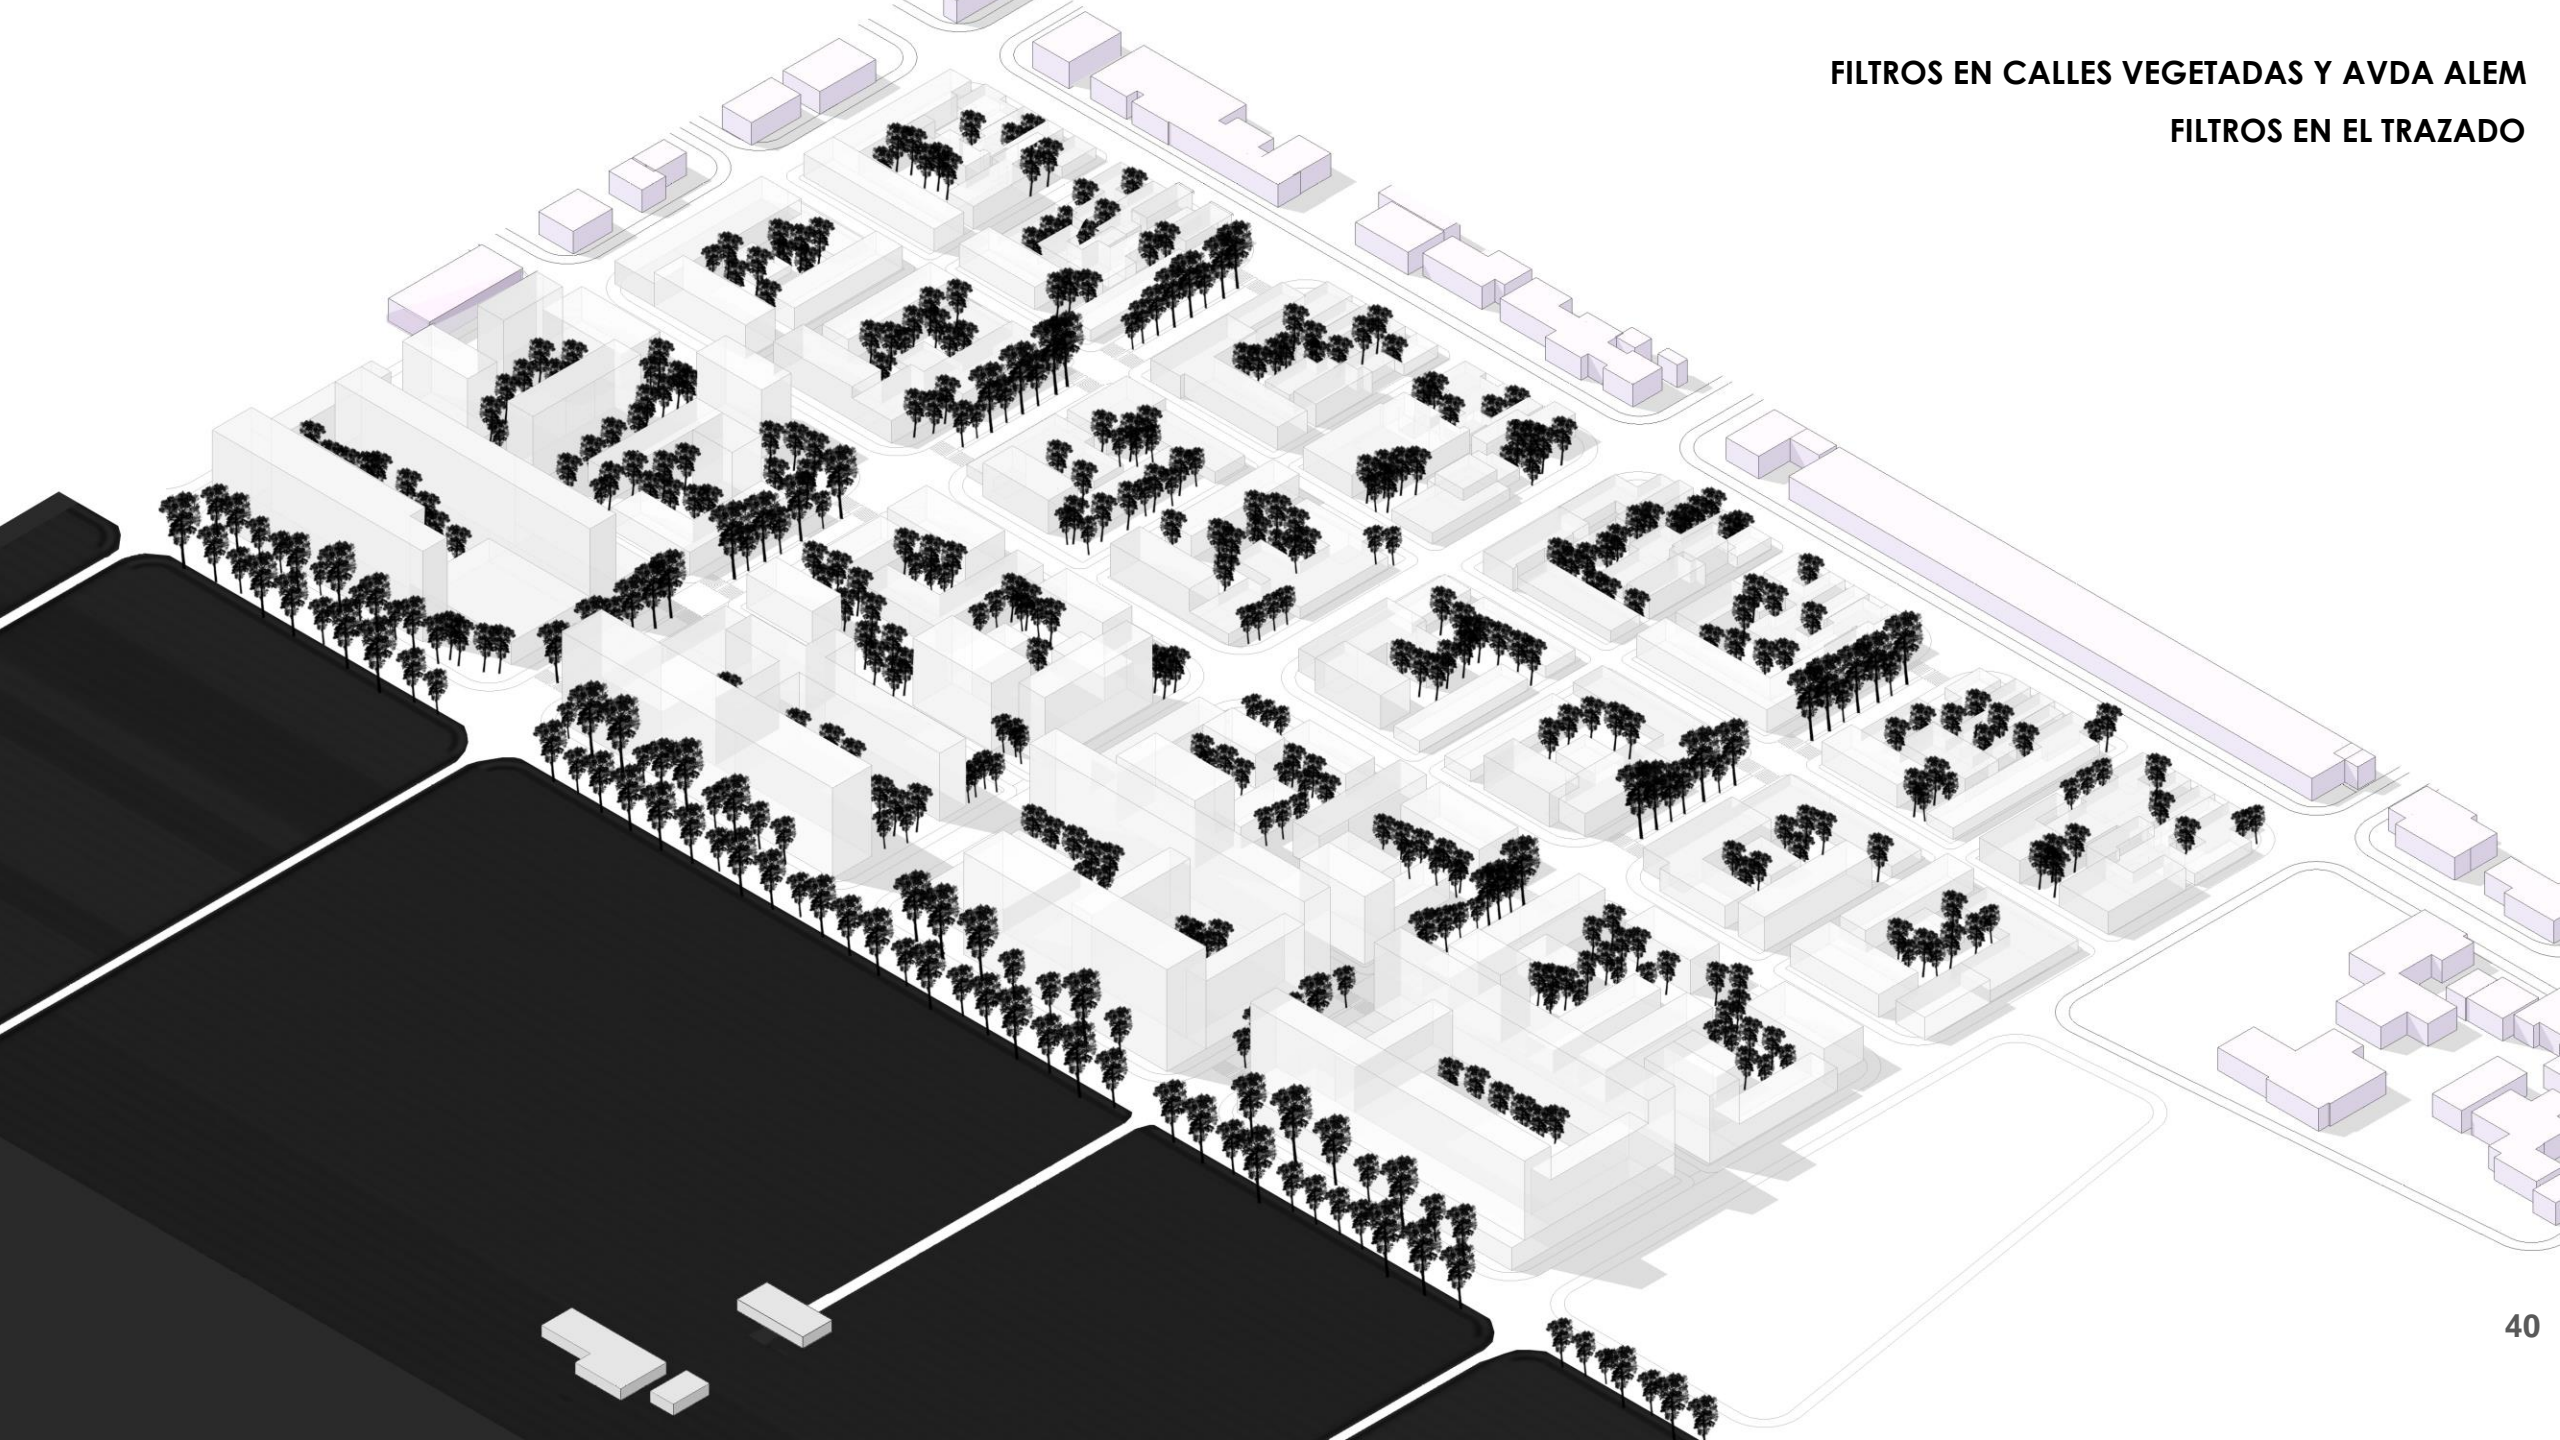 FILTROS EN CALLES VEGETADAS Y AVDA ALEM
FILTROS EN EL TRAZADO
40